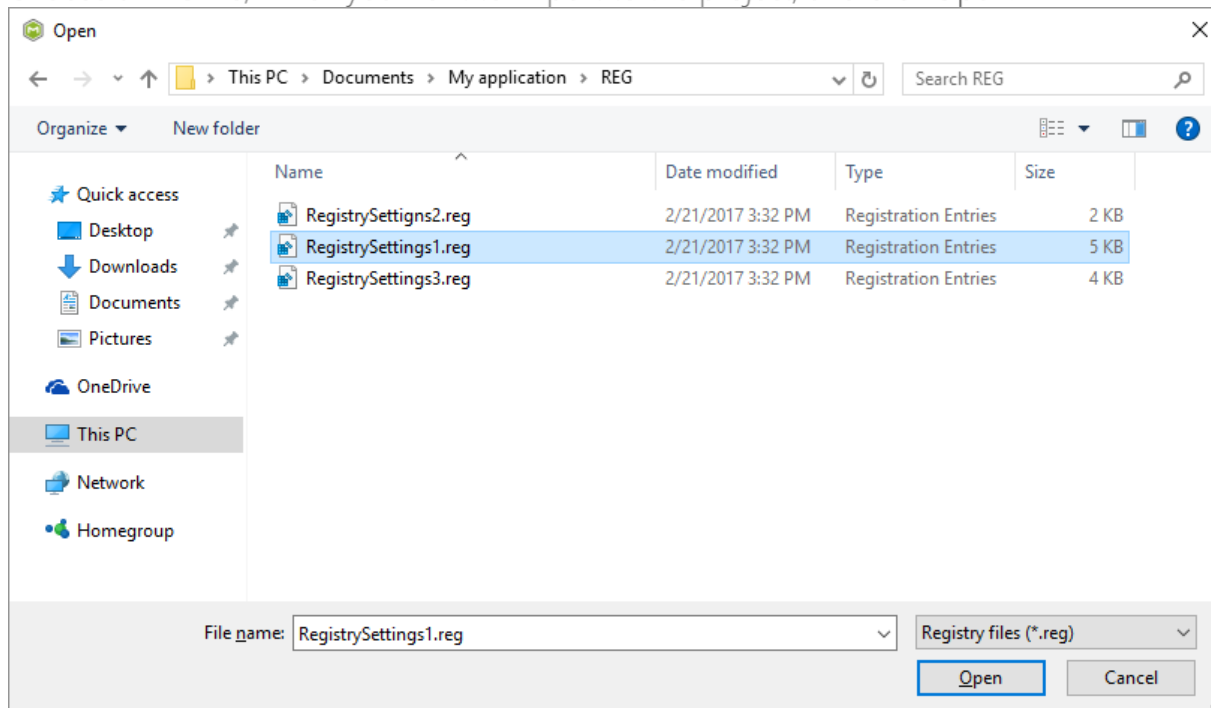 Open
This PC > Documents > My application > REG
Search REG
Organize
New folder
Name Date modified Type Size
Quick access
Desktop
Downloads
Documents
Pictures
OneDrive
This PC
Network
Homegroup
RegistrySettigns2.reg 2/21/2017 3:32 PM Registration Entries 2 KB
RegistrySettings1.reg 2/21/2017 3:32 PM Registration Entries 5 KB
RegistrySettings3.reg 2/21/2017 3:32 PM Registration Entries 4 KB
File name: RegistrySettings1.reg Registry files (*.reg)
Open Cancel